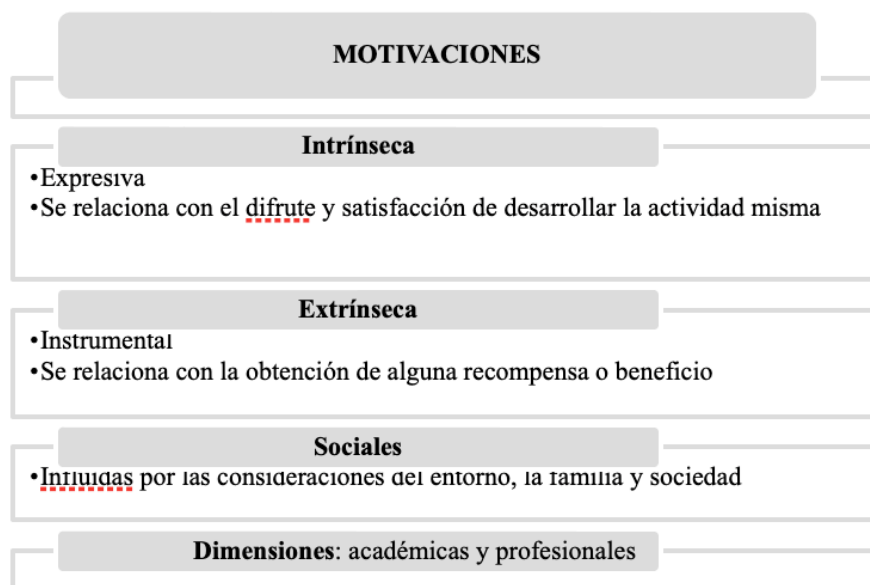 MOTIVACIONES
Intrínseca
•Expresiva
•Se relaciona con el difrute y satisfacción de desarrollar la actividad misma
Extrínseca
•Instrumental
•Se relaciona con la obtención de alguna recompensa o beneficio
Sociales
•Influidas por las consideraciones del entorno, la familia y sociedad
Dimensiones: académicas y profesionales